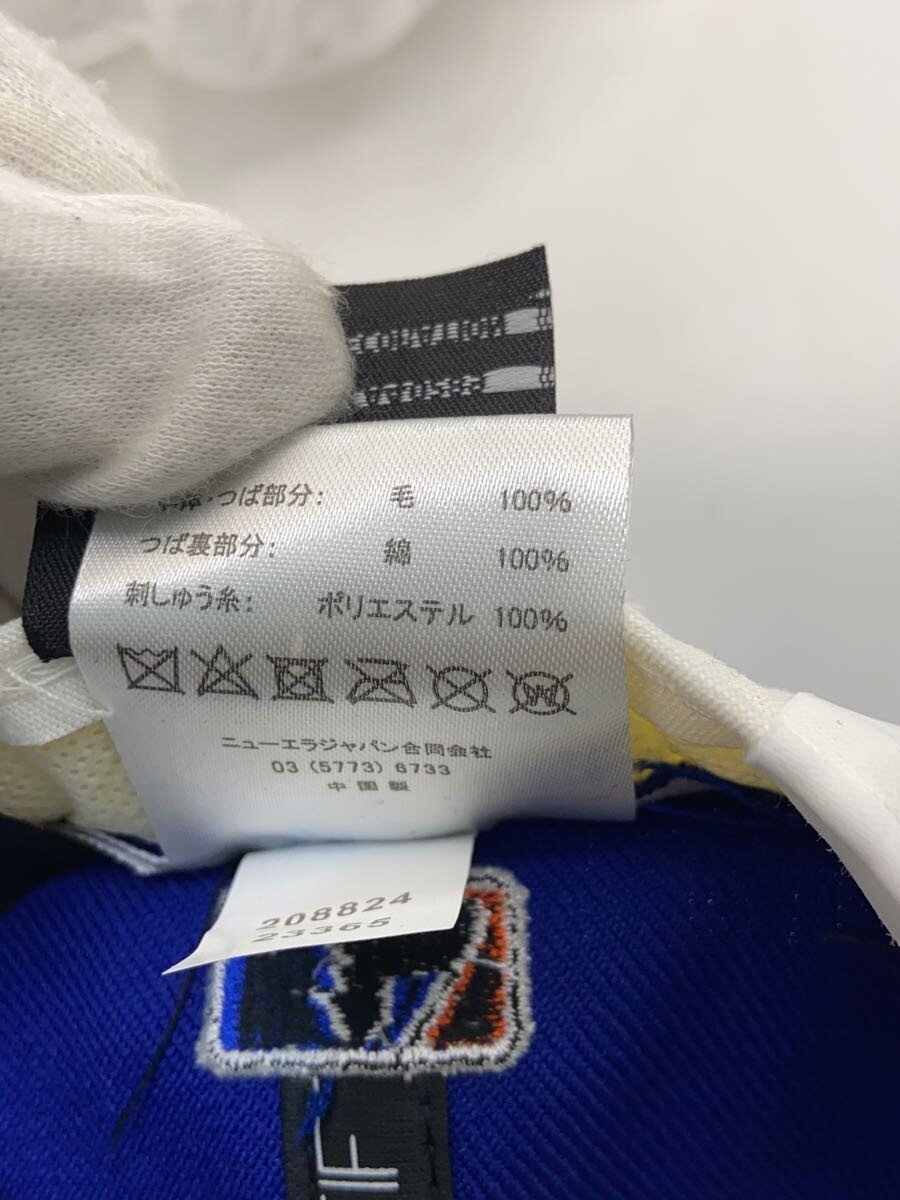 つば部分: 毛 100%
つば裏部分: 綿 100%
刺しゅう糸: ポリエステル 100%
ニューエラジャパン合同会社
03 (5773) 6733
中国製
208824
23365